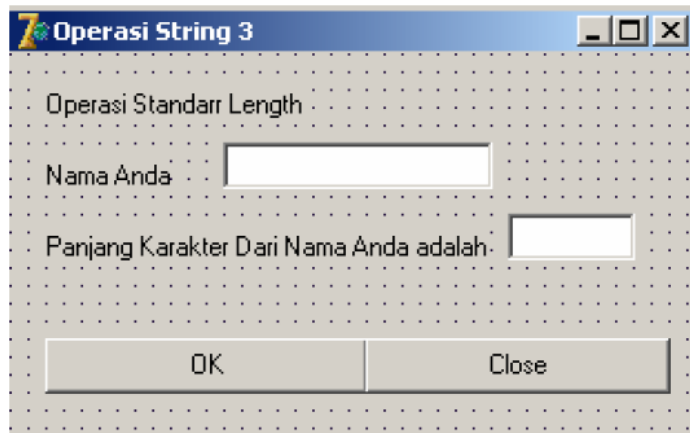 Operasi String 3
Operasi Standarr Length
Nama Anda
Panjang Karakter Dari Nama Anda adalah
OK Close